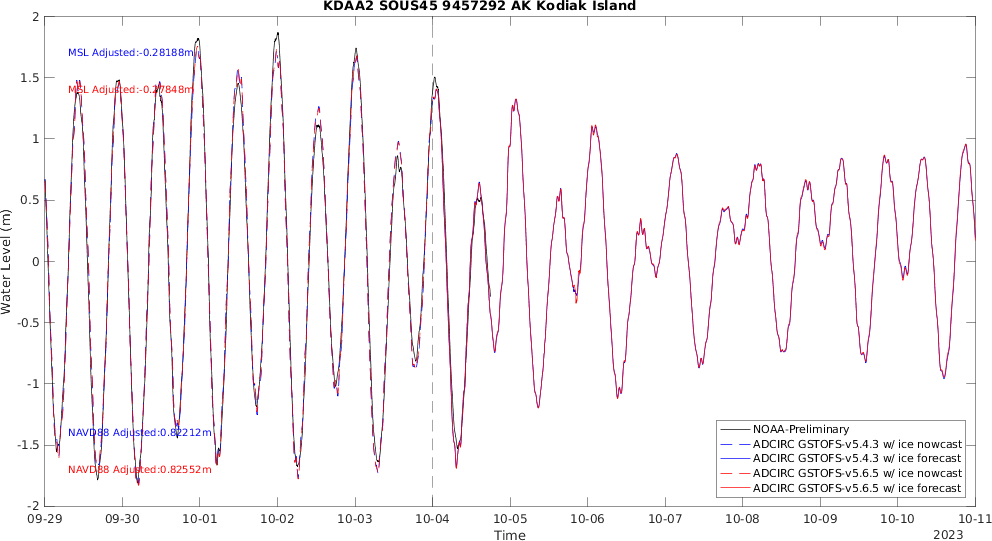 KDAA2 SOUS45 9457292 AK Kodiak Island
2
1.5
1
0.5
0
-0.5
-1
-1.5
-2
Water Level (m)
MSL Adjusted:-0.28188m
MSL Adjusted:-0.27848m
NAVD88 Adjusted:0.82212m
NAVD88 Adjusted:0.82552m
NOAA-Preliminary
ADCIRC GSTOFS-v5.4.3 w/ ice nowcast
ADCIRC GSTOFS-v5.4.3 w/ ice forecast
ADCIRC GSTOFS-v5.6.5 w/ ice nowcast
ADCIRC GSTOFS-v5.6.5 w/ ice forecast
09-29 09-30 10-01 10-02 10-03 10-04 10-05 10-06 10-07 10-08 10-09 10-10 10-11
Time
2023